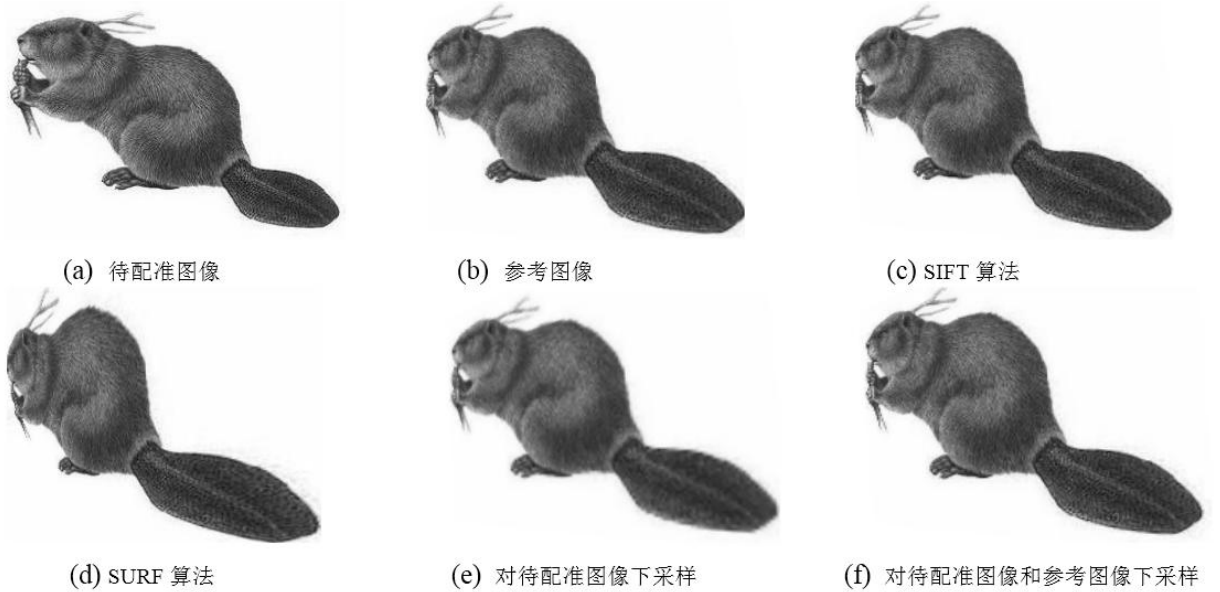 (a) 待配准图像
(b) 参考图像
(c) SIFT 算法
(d) SURF 算法
(e) 对待配准图像下采样
(f) 对待配准图像和参考图像下采样